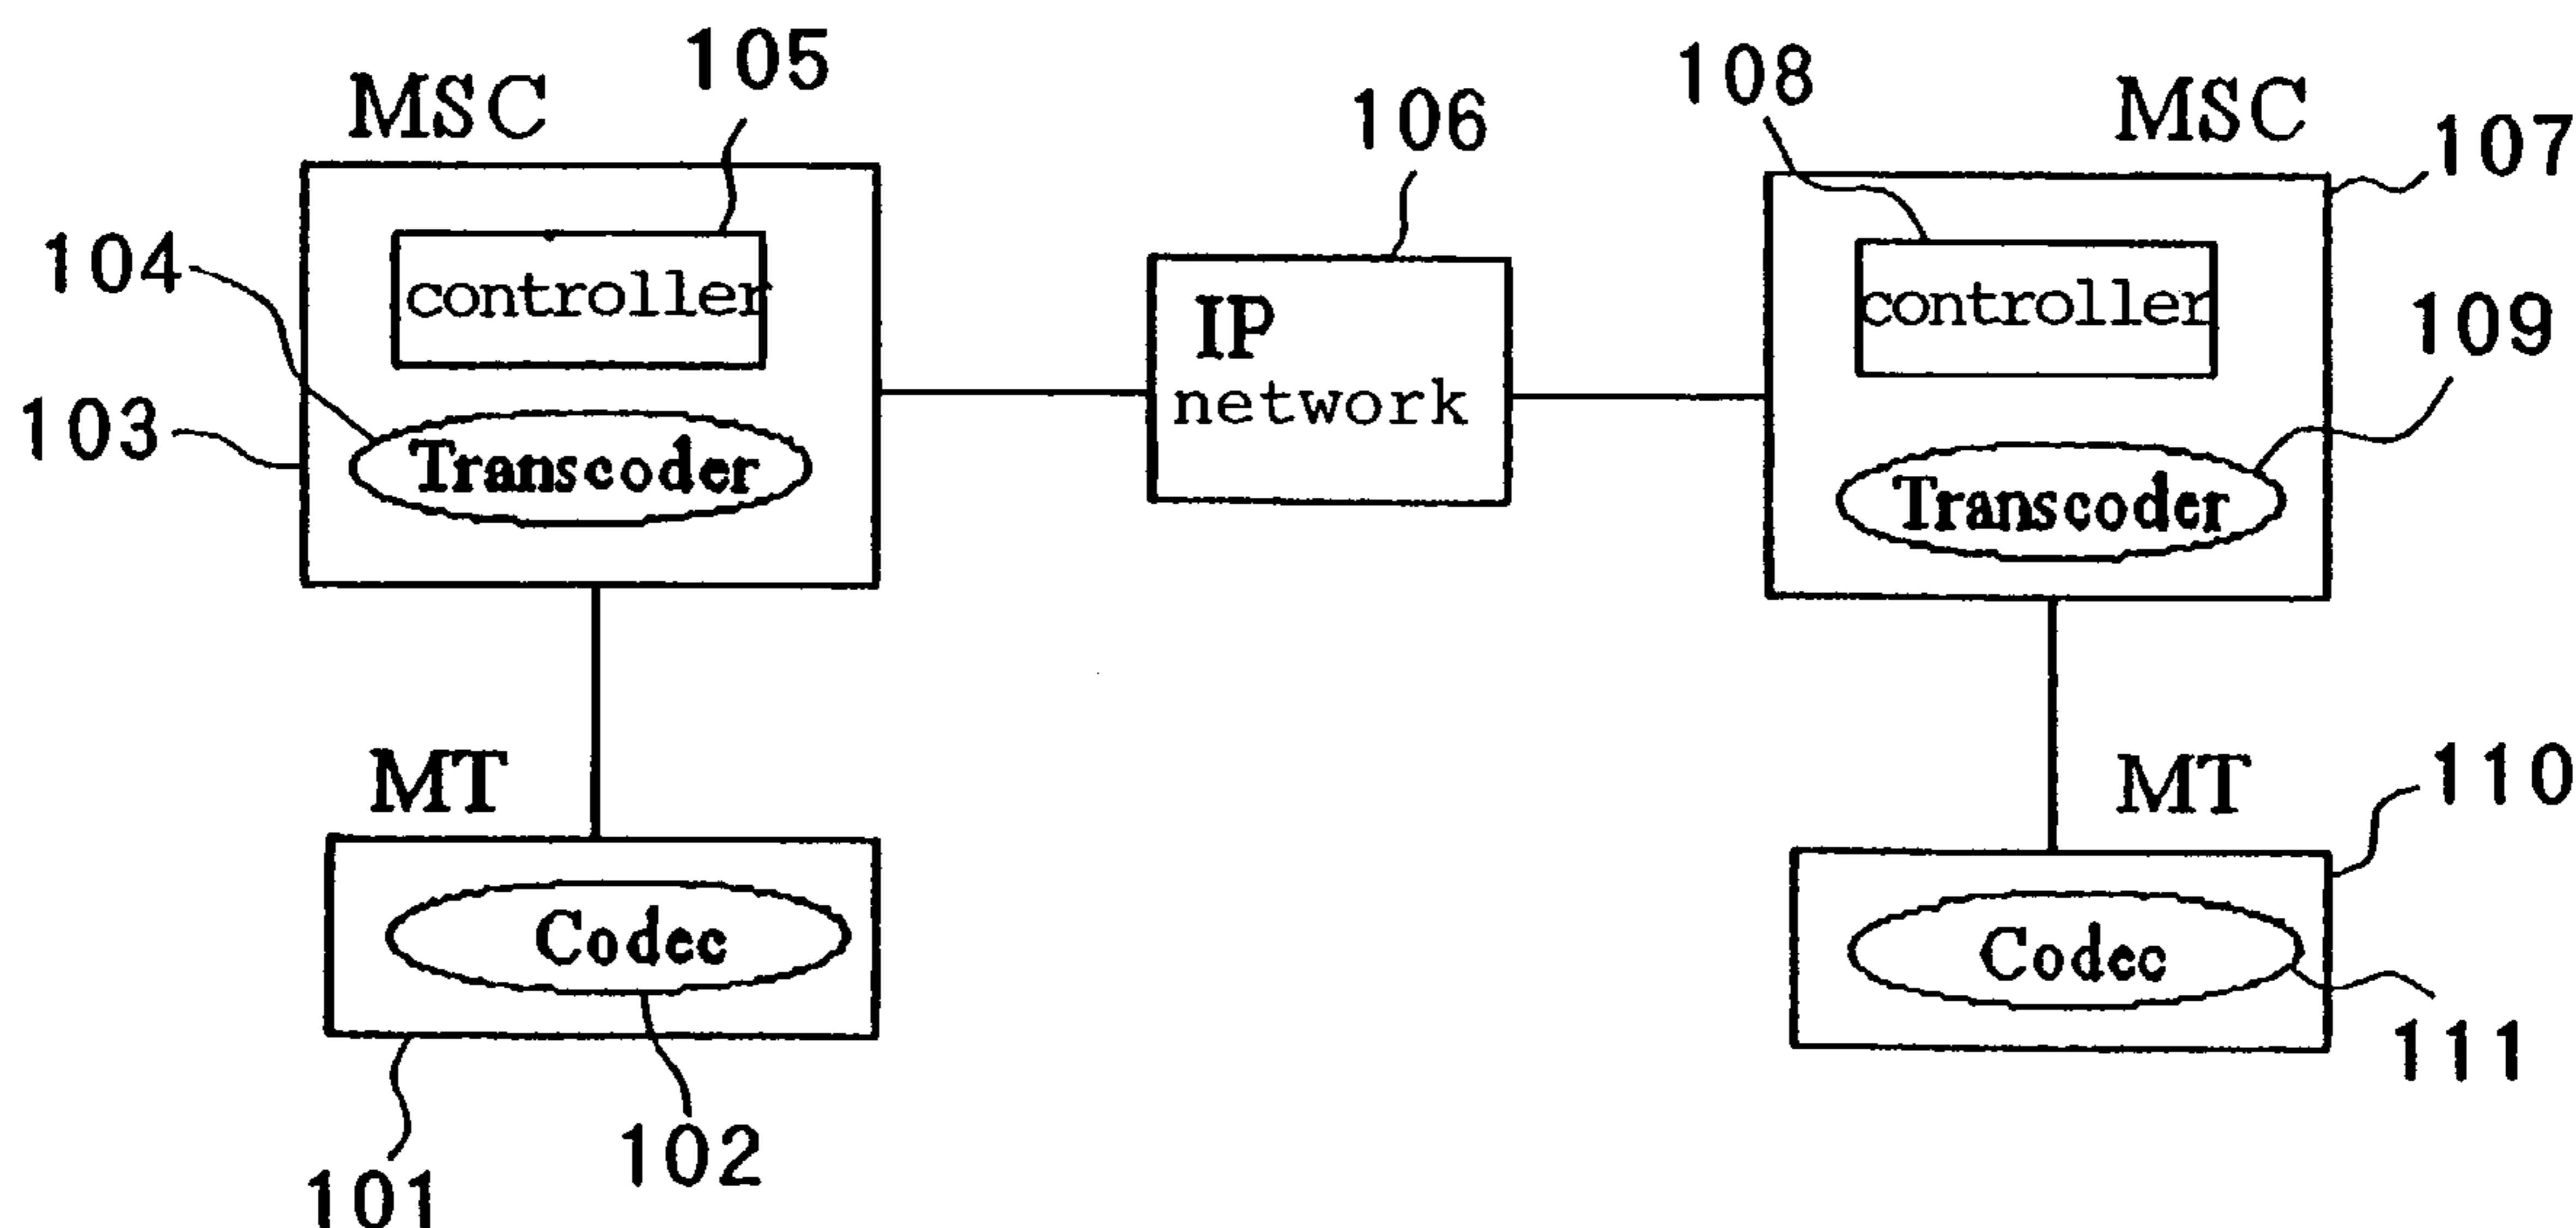 105
MSC
104
controller
103
Transcoder
106
IP
network
108
MSC
107
controller
109
Transcoder
MT
Codec
102
101
MT
110
Codec
111